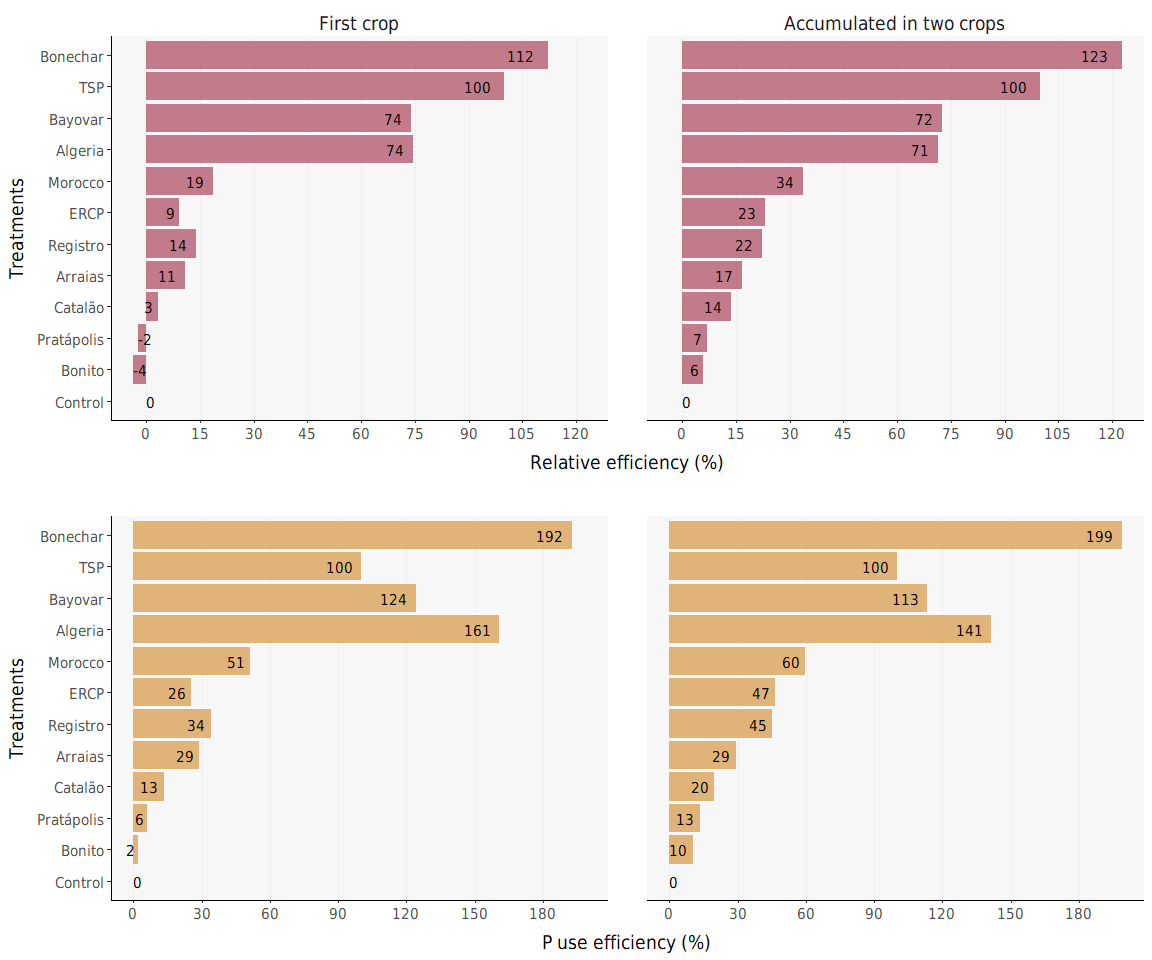 First crop
Accumulated in two crops
Treatments
Bonechar 112 123
TSP 100 100
Bayovar 74 72
Algeria 74 71
Morocco 19 34
ERCP 9 23
Registro 14 22
Arraias 11 17
Catalão 3 14
Pratápolis -2 7
Bonito -4 6
Control 0 0
0 15 30 45 60 75 90 105 120
0 15 30 45 60 75 90 105 120
Relative efficiency (%)
Treatments
Bonechar 192 199
TSP 100 100
Bayovar 124 113
Algeria 161 141
Morocco 51 60
ERCP 26 47
Registro 34 45
Arraias 29 29
Catalão 13 20
Pratápolis 6 13
Bonito 2 10
Control 0 0
0 30 60 90 120 150 180
0 30 60 90 120 150 180
P use efficiency (%)